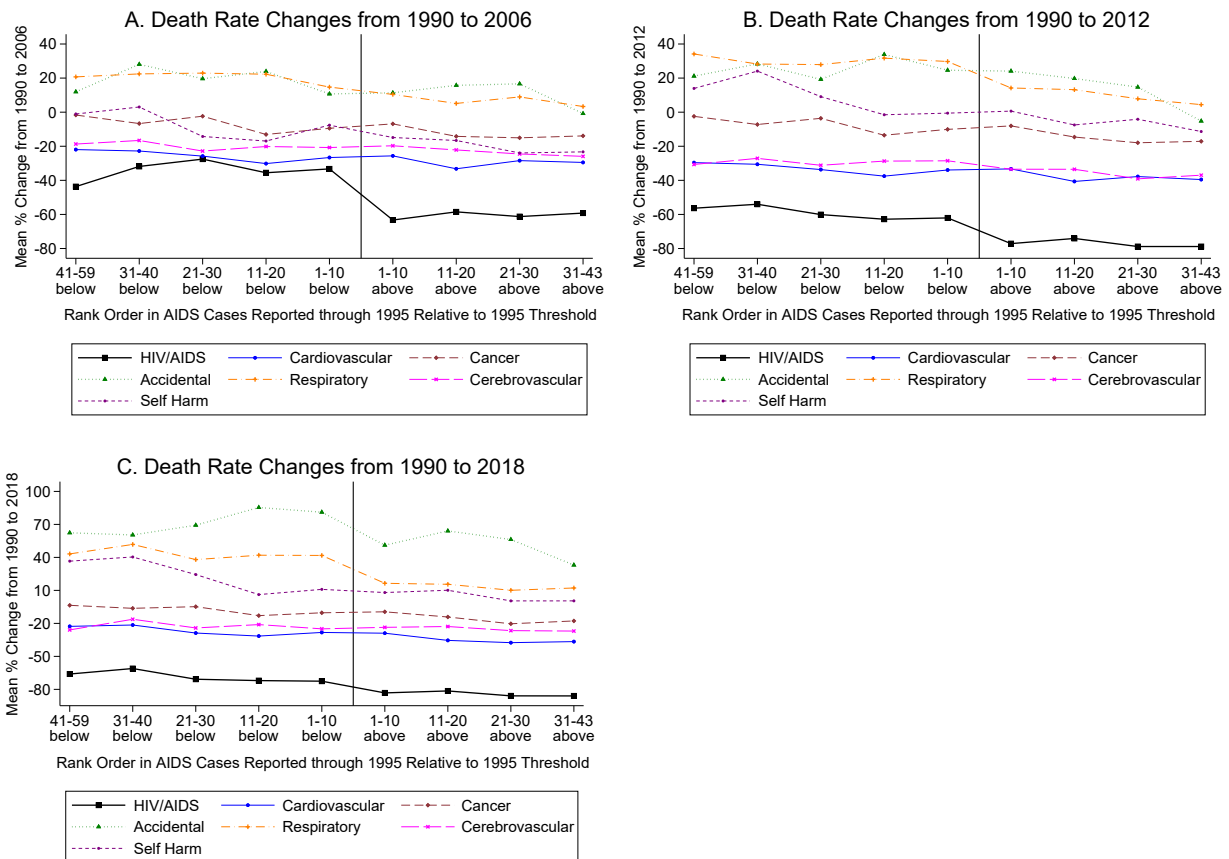 A. Death Rate Changes from 1990 to 2006
Mean % Change from 1990 to 2006
40
20
0
-20
-40
-60
-80
41-59 31-40 21-30 11-20 1-10 1-10 11-20 21-30 31-43
below below below below below above above above above
Rank Order in AIDS Cases Reported through 1995 Relative to 1995 Threshold
HIV/AIDS Cardiovascular Cancer
Accidental Respiratory Cerebrovascular
Self Harm
B. Death Rate Changes from 1990 to 2012
Mean % Change from 1990 to 2012
40
20
0
-20
-40
-60
-80
41-59 31-40 21-30 11-20 1-10 1-10 11-20 21-30 31-43
below below below below below above above above above
Rank Order in AIDS Cases Reported through 1995 Relative to 1995 Threshold
HIV/AIDS Cardiovascular Cancer
Accidental Respiratory Cerebrovascular
Self Harm
C. Death Rate Changes from 1990 to 2018
Mean % Change from 1990 to 2018
100
70
40
10
-20
-50
-80
41-59 31-40 21-30 11-20 1-10 1-10 11-20 21-30 31-43
below below below below below above above above above
Rank Order in AIDS Cases Reported through 1995 Relative to 1995 Threshold
HIV/AIDS Cardiovascular Cancer
Accidental Respiratory Cerebrovascular
Self Harm